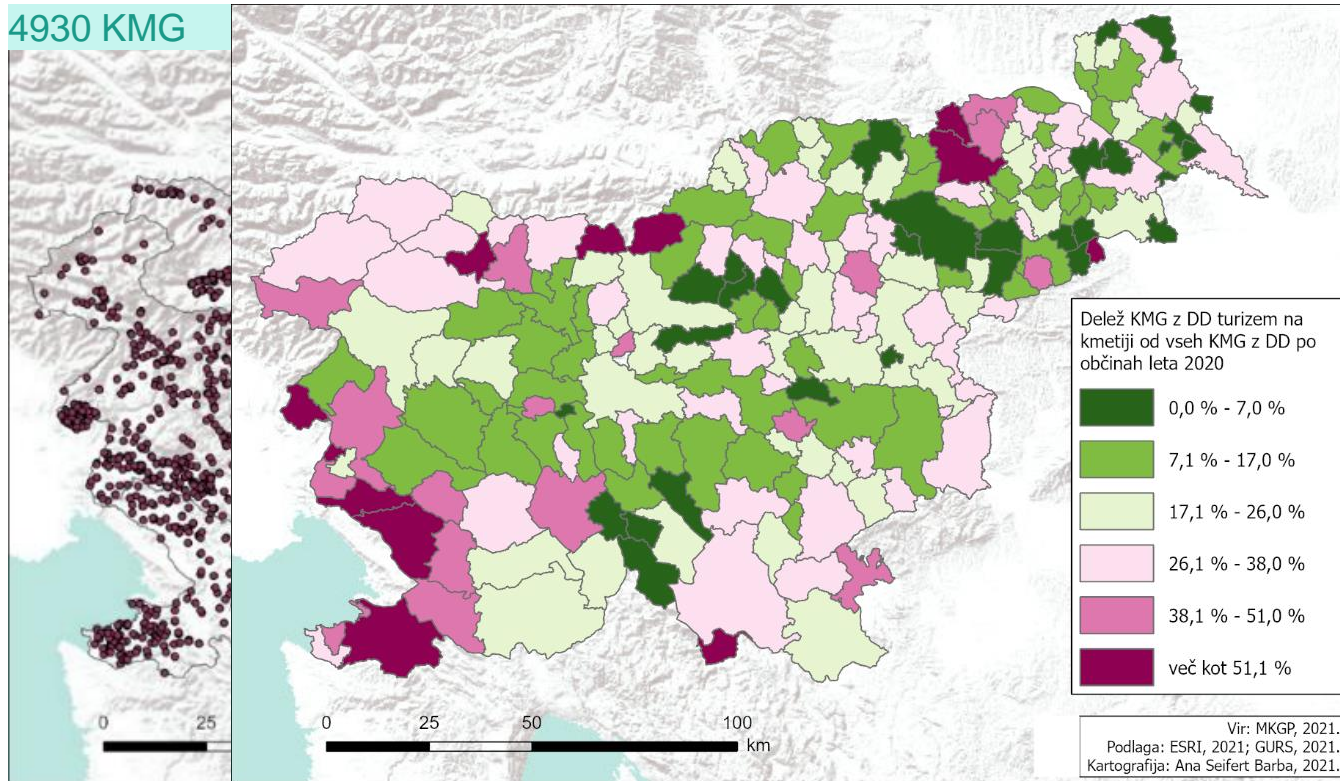 4930 KMG
0 25
Delež KMG z DD turizem na
kmetiji od vseh KMG z DD po
občinah leta 2020
0,0 % - 7,0 %
7,1 % - 17,0 %
17,1 % - 26,0 %
26,1 % - 38,0 %
38,1 % - 51,0 %
več kot 51,1 %
0 25 50 100
km
Vir: MKGP, 2021.
Podlaga: ESRI, 2021; GURS, 2021.
Kartografija: Ana Seifert Barba, 2021.